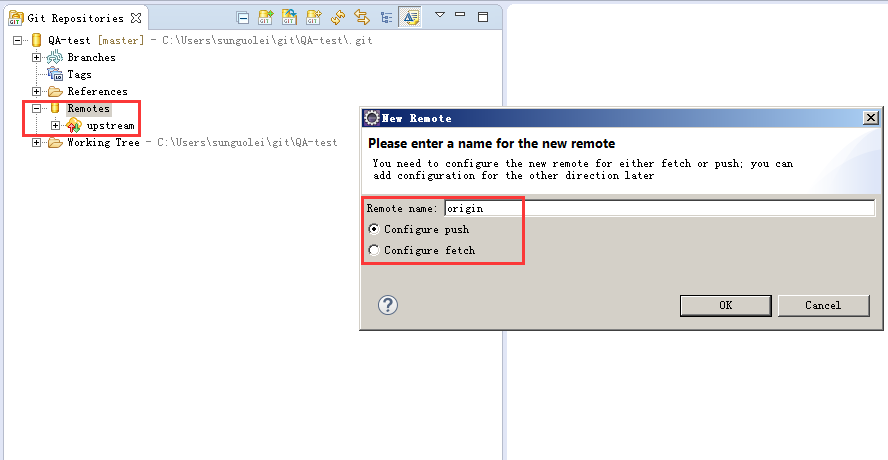 Git Repositories
QA-test [master] - C:\Users\sunguolei\git\QA-test\.git
Branches
Tags
References
Remotes
upstream
Working Tree - C:\Users\sunguolei\git\QA-test
New Remote
Please enter a name for the new remote
You need to configure the new remote for either fetch or push; you can
add configuration for the other direction later
Remote name: origin
Configure push
Configure fetch
OK
Cancel